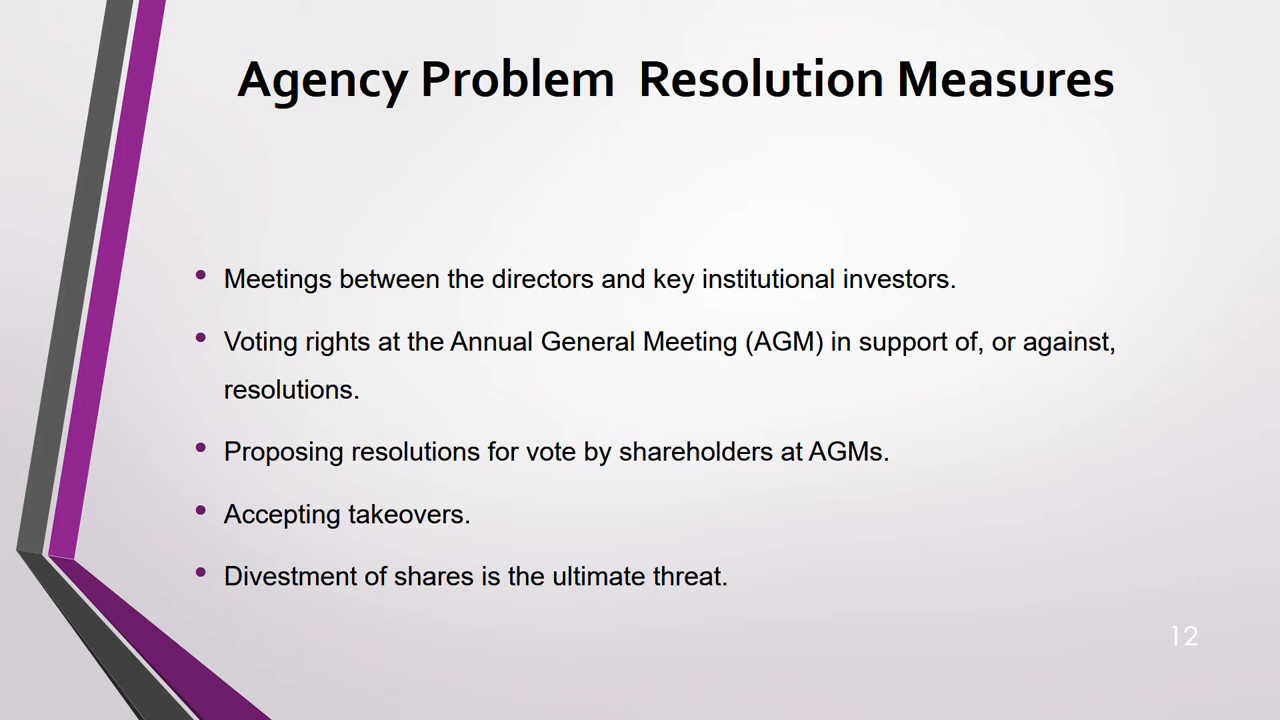 Agency Problem  Resolution Measures
• Meetings between the directors and key institutional investors.
• Voting rights at the Annual General Meeting (AGM) in support of, or against,
resolutions.
• Proposing resolutions for vote by shareholders at AGMs.
• Accepting takeovers.
• Divestment of shares is the ultimate threat.
12